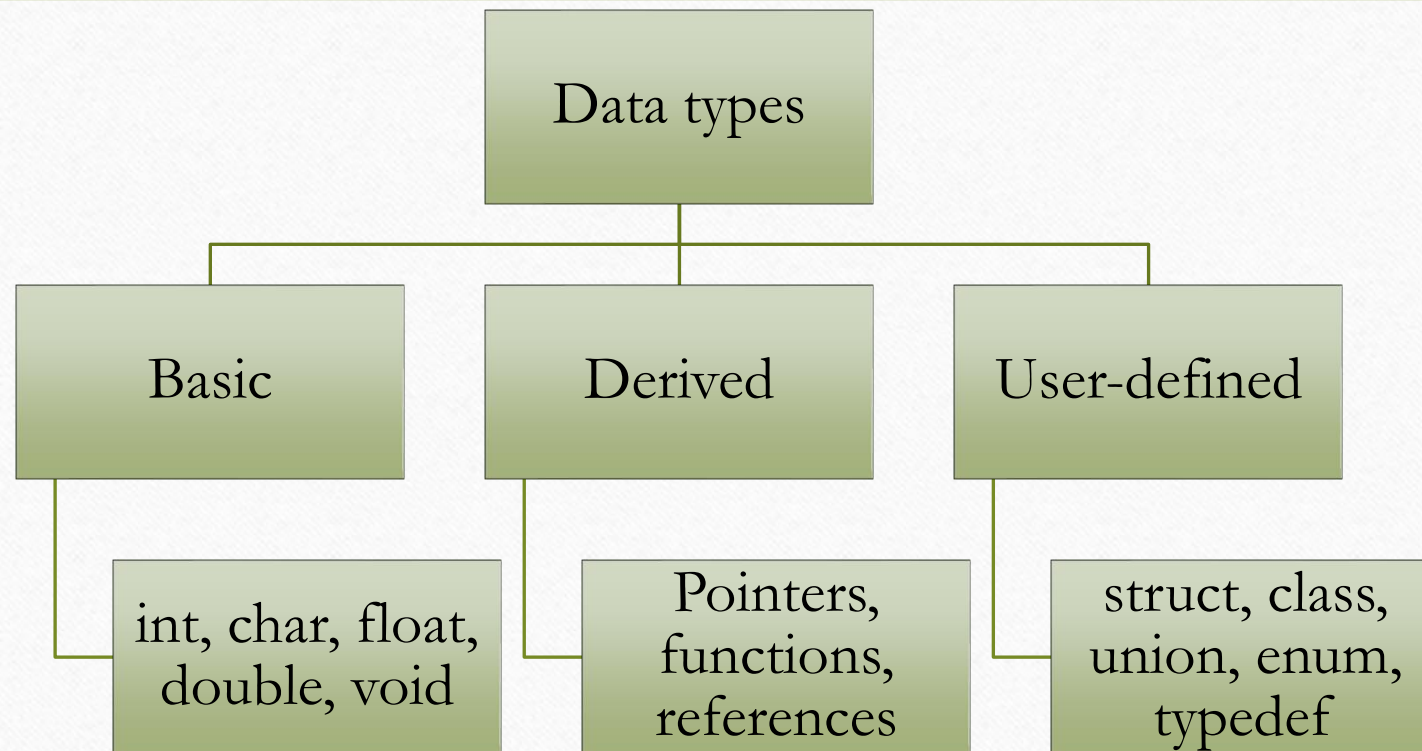 Data types
Basic
Derived
User-defined
int, char, float,
double, void
Pointers,
functions,
references
struct, class,
union, enum,
typedef